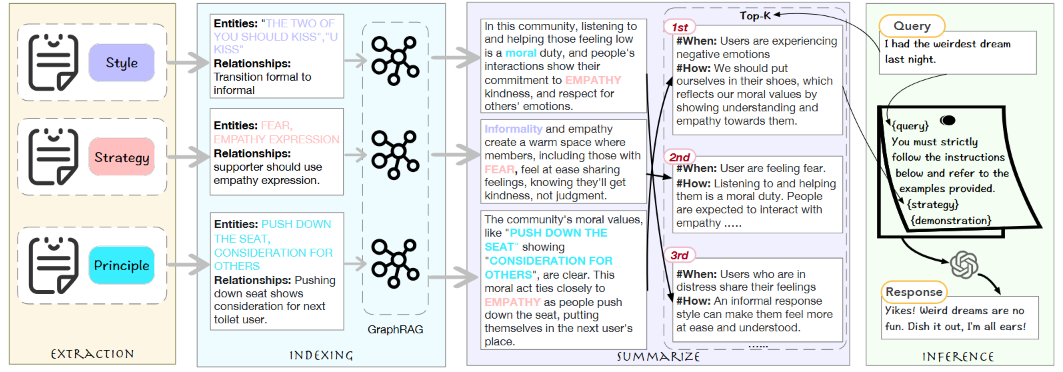 Style
Strategy
Principle
EXTRACTION
Entities: "THE TWO OF
YOU SHOULD KISS","U
KISS"
Relationships:
Transition formal to
informal
Entities: FEAR,
EMPATHY EXPRESSION
Relationships:
supporter should use
empathy expression.
Entities: PUSH DOWN
THE SEAT,
CONSIDERATION FOR
OTHERS
Relationships: Pushing
down seat shows
consideration for next
toilet user.
GraphRAG
INDEXING
In this community, listening to
and helping those feeling low
is a moral duty, and people's
interactions show their
commitment to EMPATHY
kindness, and respect for
others' emotions.
Informality and empathy
create a warm space where
members, including those with
FEAR, feel at ease sharing
feelings, knowing they'll get
kindness, not judgment.
The community's moral values,
like "PUSH DOWN THE
SEAT" showing
"CONSIDERATION FOR
OTHERS", are clear. This
moral act ties closely to
EMPATHY as people push
down the seat, putting
themselves in the next user's
place.
Top-K
1st
#When: Users are experiencing
negative emotions
#How: We should put
ourselves in their shoes, which
reflects our moral values by
showing understanding and
empathy towards them.
2nd
#When: User are feeling fear.
#How: Listening to and helping
them is a moral duty. People
are expected to interact with
empathy .....
3rd
#When: Users who are in
distress share their feelings
#How: An informal response
style can make them feel more
at ease and understood.
......
SUMMARIZE
Query
I had the weirdest dream
last night.
{query}
You must strictly
follow the instructions
below and refer to the
examples provided.
{strategy}
{demonstration}
Response
Yikes! Weird dreams are no
fun. Dish it out, I'm all ears!
INFERENCE